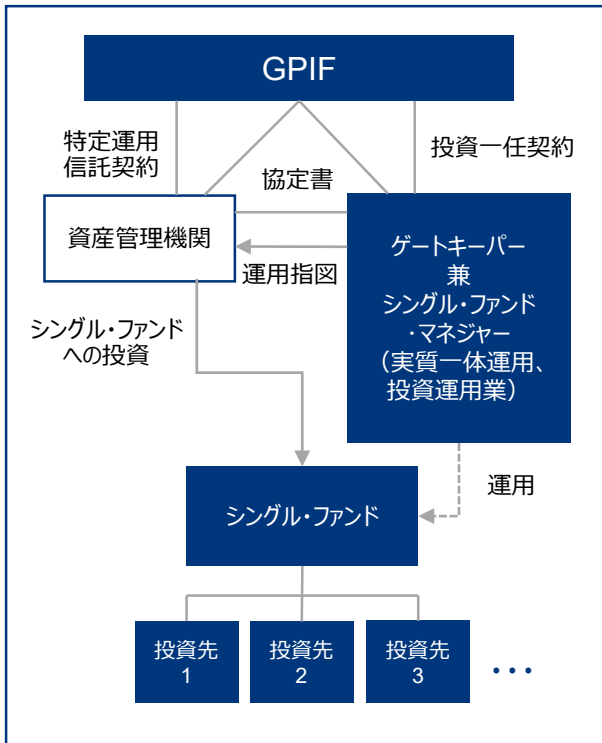 GPIF
特定運用
信託契約
協定書
投資一任契約
資産管理機関
運用指図
ゲートキーパー
兼
シングル・ファンド
・マネジャー
（実質一体運用、
投資運用業）
シングル・ファンド
への投資
運用
シングル・ファンド
投資先
1
投資先
2
投資先
3
・・・